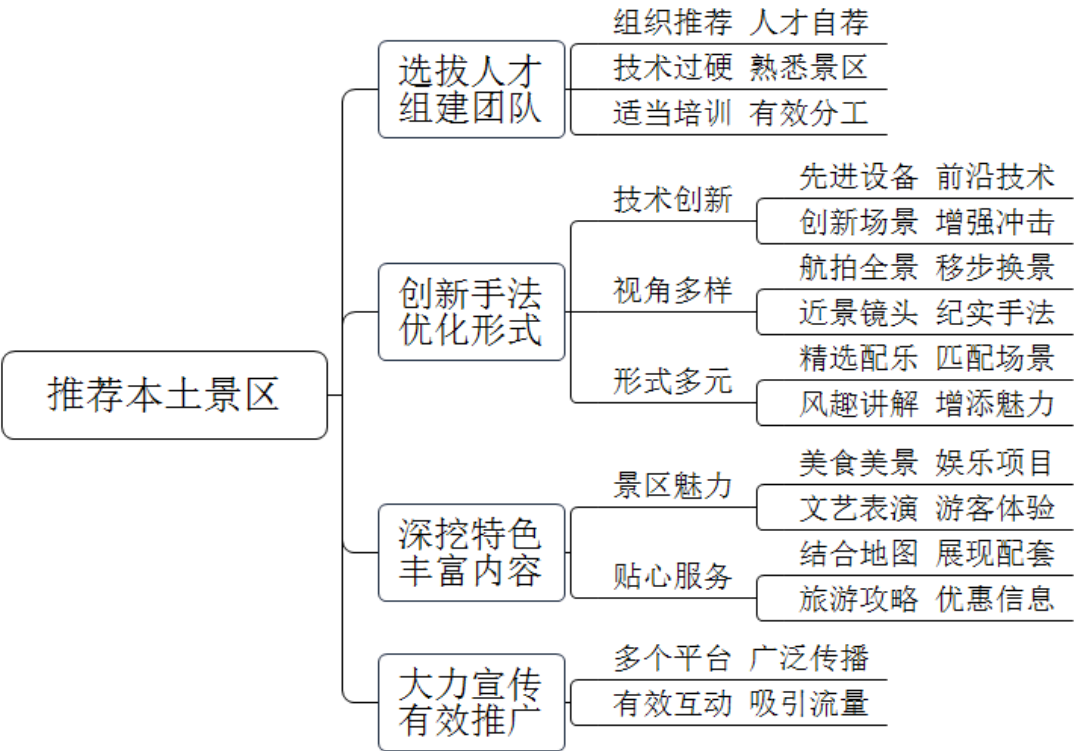 推荐本土景区
选拔人才
组建团队
组织推荐 人才自荐
技术过硬 熟悉景区
适当培训 有效分工
创新手法
优化形式
技术创新
先进设备 前沿技术
创新场景 增强冲击
视角多样
航拍全景 移步换景
近景镜头 纪实手法
形式多元
精选配乐 匹配场景
风趣讲解 增添魅力
深挖特色
丰富内容
景区魅力
美食美景 娱乐项目
文艺表演 游客体验
贴心服务
结合地图 展现配套
旅游攻略 优惠信息
大力宣传
有效推广
多个平台 广泛传播
有效互动 吸引流量